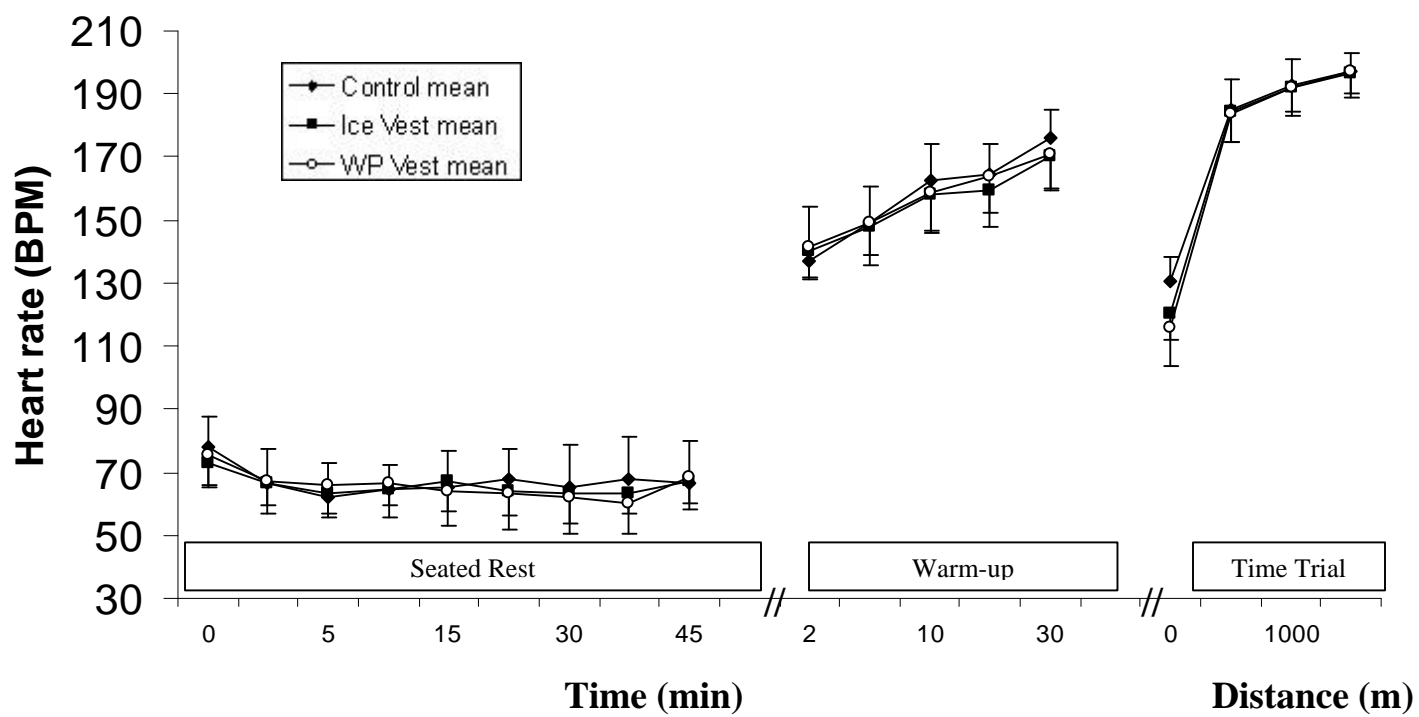 210
190
170
150
130
110
90
70
50
30
Heart rate (BPM)
Control mean
Ice Vest mean
WP Vest mean
Seated Rest
Warm-up
Time Trial
0 5 15 30 45 // 2 10 30 // 0 1000
Time (min)
Distance (m)